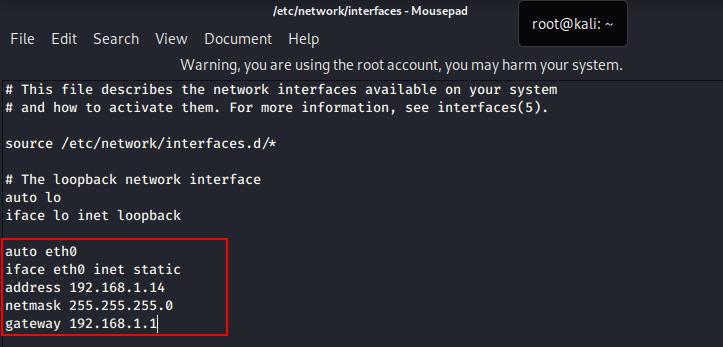 /etc/network/interfaces - Mousepad
root@kali: ~
File Edit Search View Document Help
Warning, you are using the root account, you may harm your system.
# This file describes the network interfaces available on your system
# and how to activate them. For more information, see interfaces(5).
source /etc/network/interfaces.d/*
# The loopback network interface
auto lo
iface lo inet loopback
auto eth0
iface eth0 inet static
address 192.168.1.14
netmask 255.255.255.0
gateway 192.168.1.1